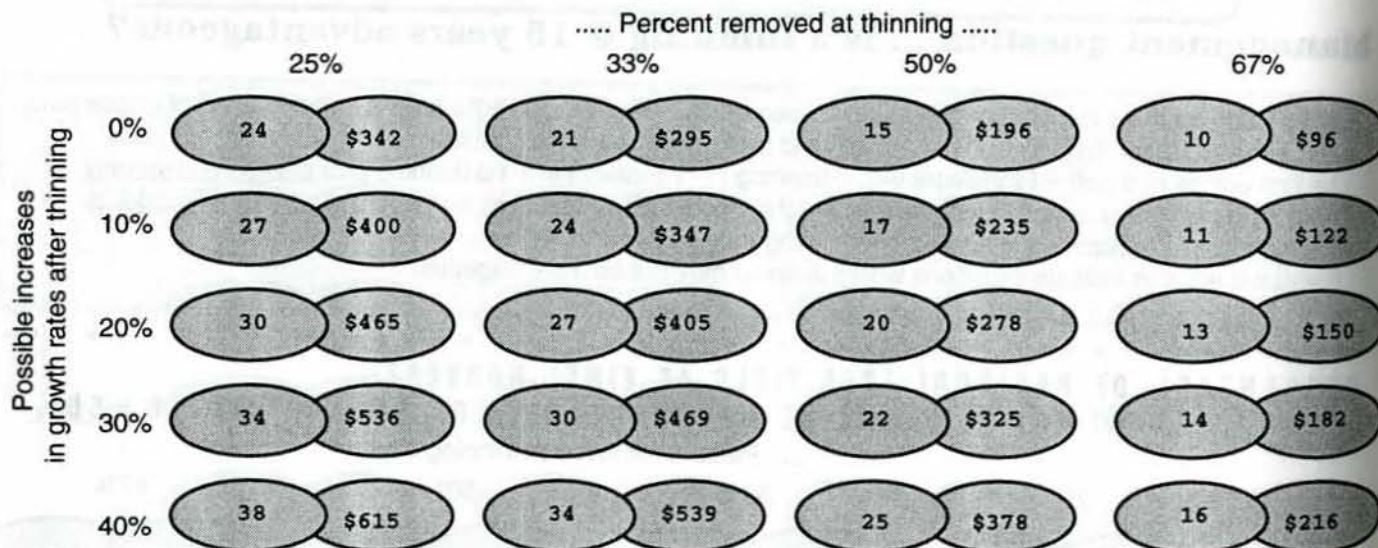 ..... Percent removed at thinning .....
25% 33% 50% 67%
Possible increases
in growth rates after thinning
0% 24 $342 21 $295 15 $196 10 $96
10% 27 $400 24 $347 17 $235 11 $122
20% 30 $465 27 $405 20 $278 13 $150
30% 34 $536 30 $469 22 $325 14 $182
40% 38 $615 34 $539 25 $378 16 $216